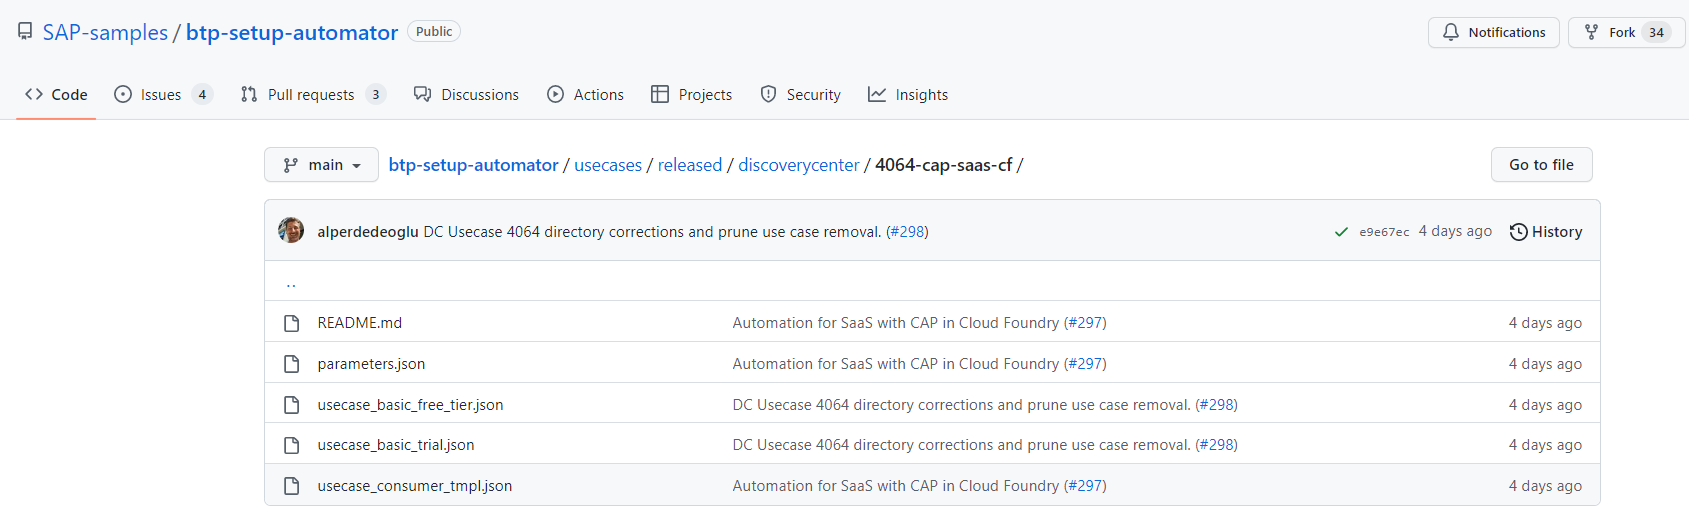 SAP-samples / btp-setup-automator Public
Notifications Fork 34
Code Issues 4 Pull requests 3 Discussions Actions Projects Security Insights
main btp-setup-automator / usecases / released / discoverycenter / 4064-cap-saas-cf / Go to file
alperdedeoglu DC Usecase 4064 directory corrections and prune use case removal. (#298) e9e67ec 4 days ago History
..
README.md Automation for SaaS with CAP in Cloud Foundry (#297) 4 days ago
parameters.json Automation for SaaS with CAP in Cloud Foundry (#297) 4 days ago
usecase_basic_free_tier.json DC Usecase 4064 directory corrections and prune use case removal. (#298) 4 days ago
usecase_basic_trial.json DC Usecase 4064 directory corrections and prune use case removal. (#298) 4 days ago
usecase_consumer_tmpl.json Automation for SaaS with CAP in Cloud Foundry (#297) 4 days ago